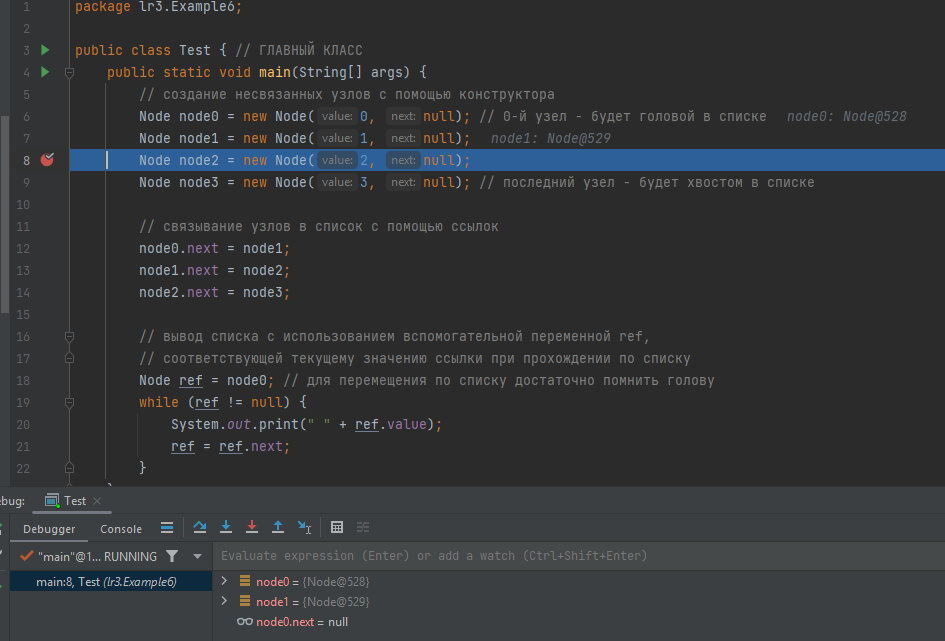 1 package lr3.Example6;
2
3 public class Test { // ГЛАВНЫЙ КЛАСС
4 public static void main(String[] args) {
5 // создание несвязанных узлов с помощью конструктора
6 Node node0 = new Node( value: 0, next: null); // 0-й узел - будет головой в списке node0: Node@528
7 Node node1 = new Node( value: 1, next: null); node1: Node@529
8 Node node2 = new Node( value: 2, next: null);
9 Node node3 = new Node( value: 3, next: null); // последний узел - будет хвостом в списке
10
11 // связывание узлов в список с помощью ссылок
12 node0.next = node1;
13 node1.next = node2;
14 node2.next = node3;
15
16 // вывод списка с использованием вспомогательной переменной ref,
17 // соответствующей текущему значению ссылки при прохождении по списку
18 Node ref = node0; // для перемещения по списку достаточно помнить голову
19 while (ref != null) {
20 System.out.print(" " + ref.value);
21 ref = ref.next;
22 }
ebug: Test
Debugger Console
"main"@1... RUNNING Evaluate expression (Enter) or add a watch (Ctrl+Shift+Enter)
main:8, Test (lr3.Example6) node0 = {Node@528}
node1 = {Node@529}
node0.next = null